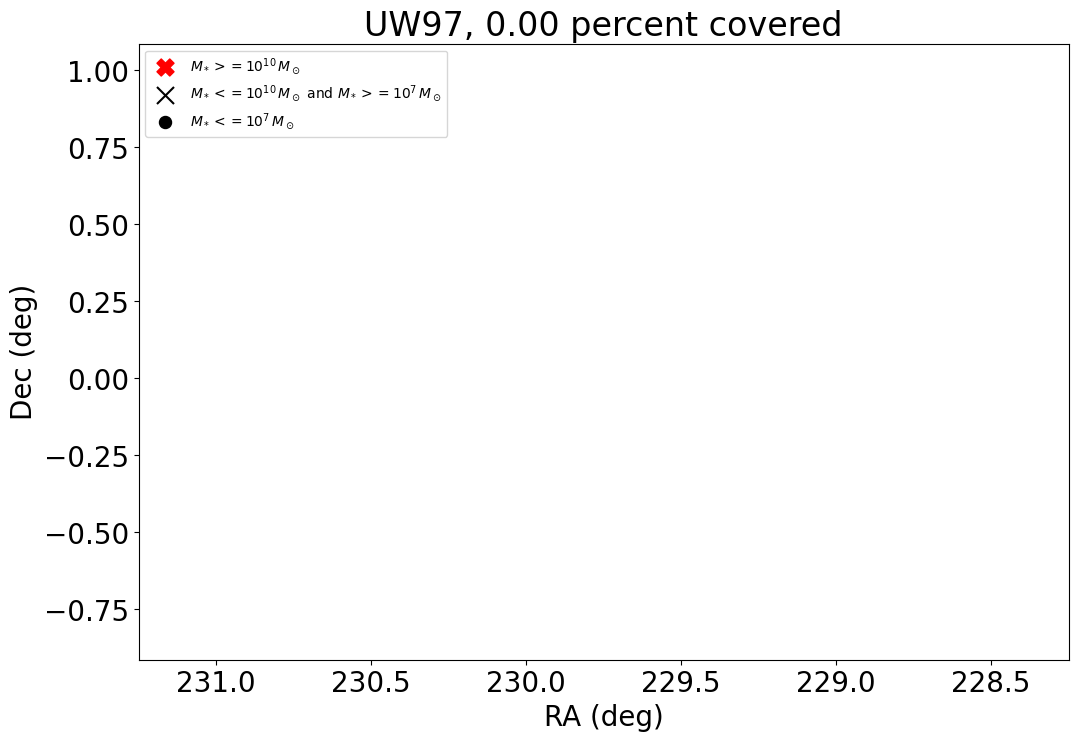 UW97, 0.00 percent covered
M* >= 10^10 M⊙
M* <= 10^10 M⊙ and M* >= 10^7 M⊙
M* <= 10^7 M⊙
1.00
0.75
0.50
0.25
0.00
−0.25
−0.50
−0.75
Dec (deg)
231.0 230.5 230.0 229.5 229.0 228.5
RA (deg)